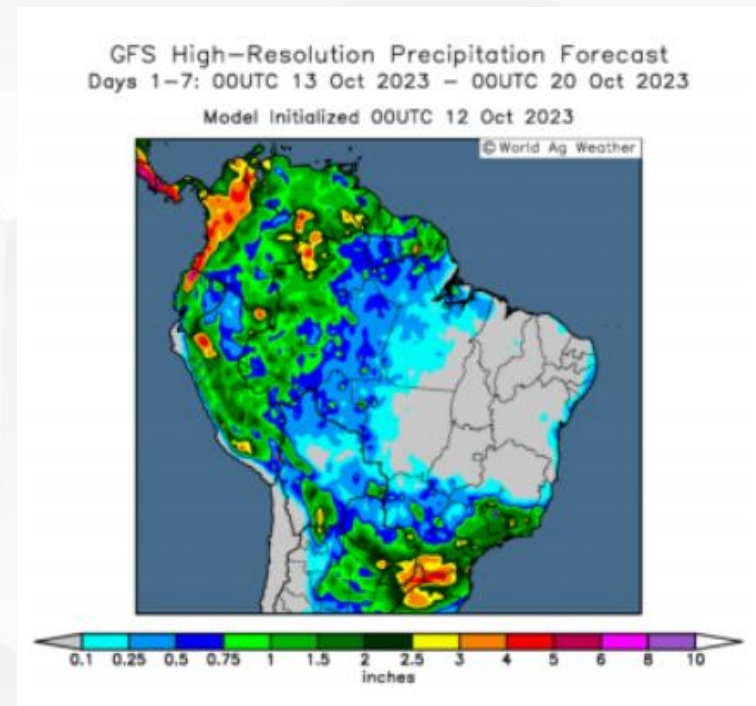 GFS High-Resolution Precipitation Forecast
Days 1-7: 00UTC 13 Oct 2023 - 00UTC 20 Oct 2023
Model Initialized 00UTC 12 Oct 2023
© World Ag Weather
0.1 0.25 0.5 0.75 1 1.5 2 2.5 3 4 5 6 8 10
inches